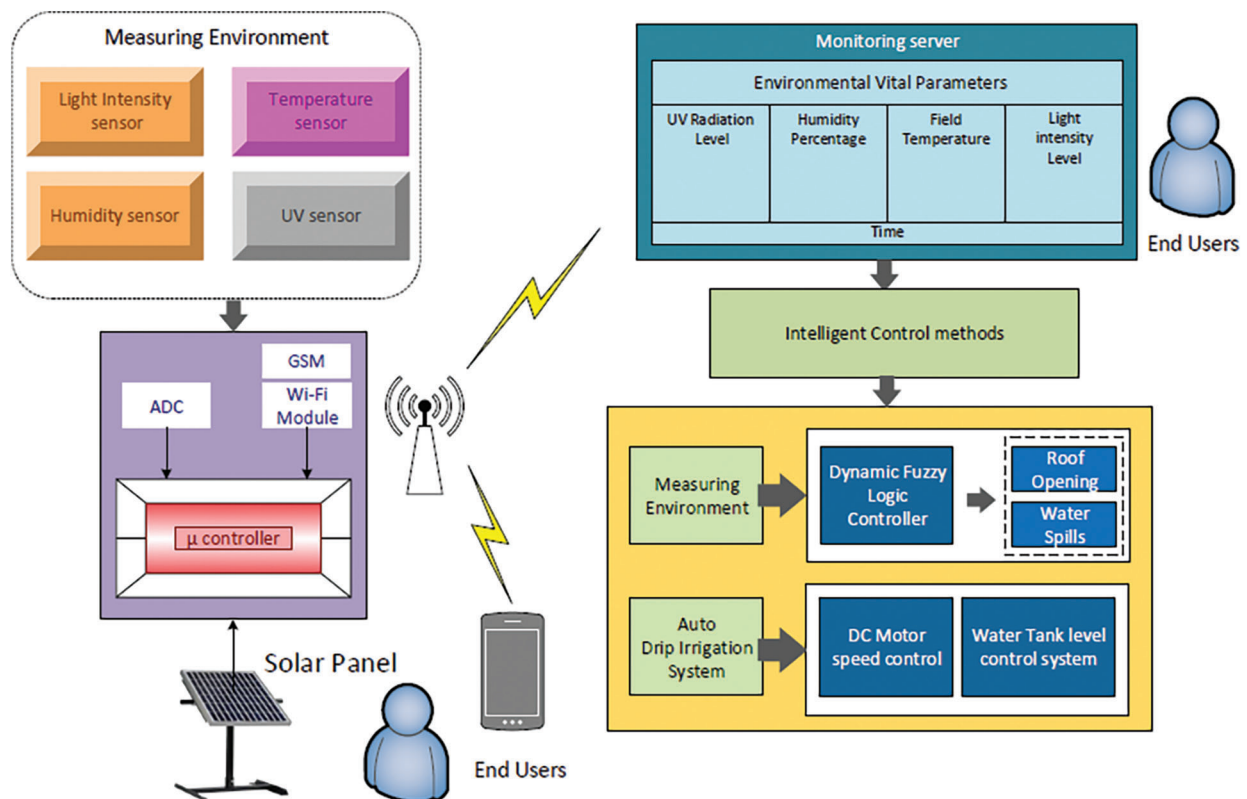 Measuring Environment
Light Intensity
sensor
Temperature
sensor
Humidity sensor
UV sensor
GSM
ADC
Wi-Fi
Module
μ controller
Solar Panel
End Users
Monitoring server
Environmental Vital Parameters
UV Radiation
Level
Humidity
Percentage
Field
Temperature
Light
intensity
Level
Time
End Users
Intelligent Control methods
Measuring
Environment
Dynamic Fuzzy
Logic
Controller
Roof
Opening
Water
Spills
Auto
Drip Irrigation
System
DC Motor
speed control
Water Tank level
control system